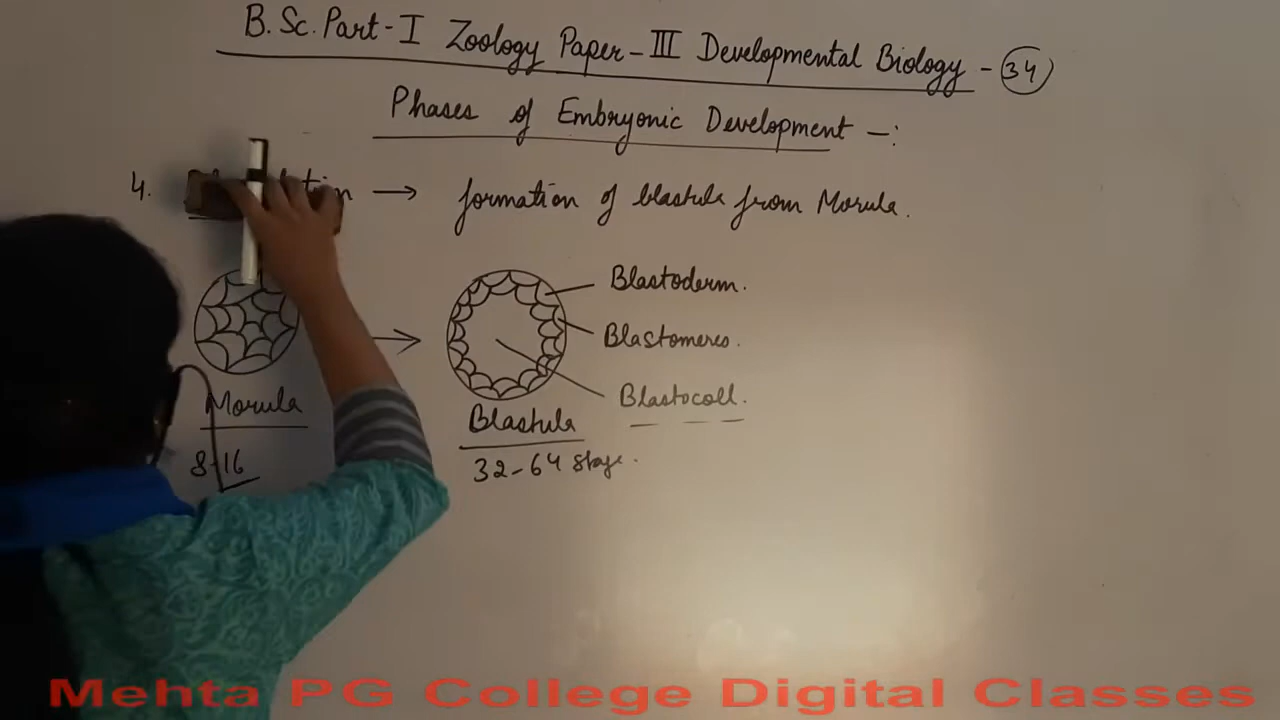 B.Sc. Part-I Zoology Paper-III Developmental Biology - 34
Phases of Embryonic Development -:
4. → formation of blastula from Morula.
Blastoderm.
Blastomeres.
Blastocoll.
Morula
8-16
Blastula
32-64 stage.
Mehta PG College Digital Classes